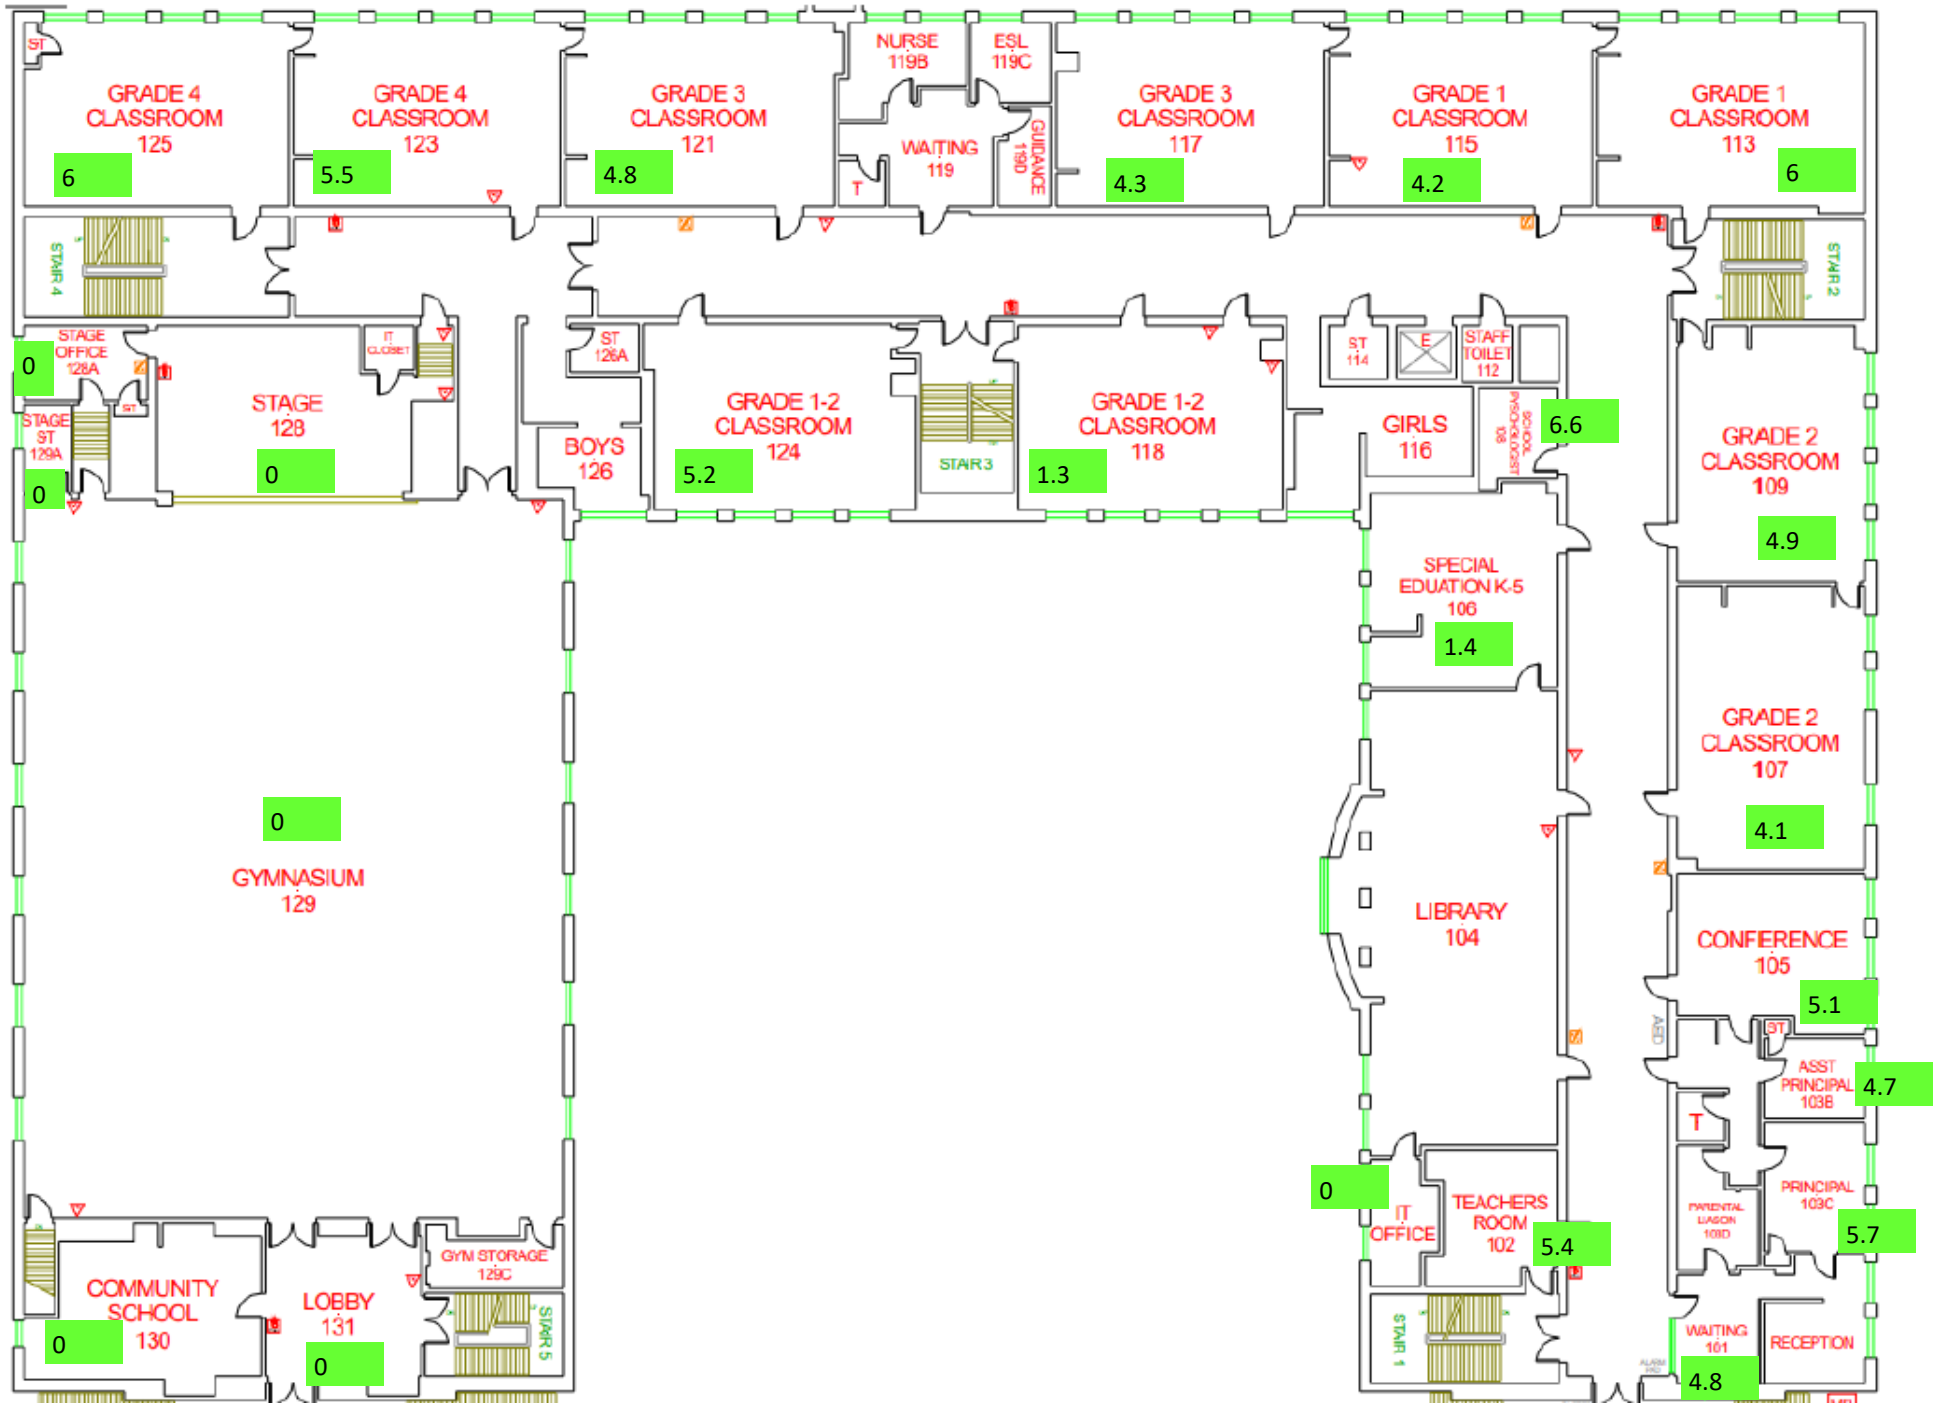 ST
GRADE 4
CLASSROOM
125
6
GRADE 4
CLASSROOM
123
5.5
GRADE 3
CLASSROOM
121
4.8
NURSE
119B
ESL
119C
WAITING
119
GUIDANCE
119D
T
GRADE 3
CLASSROOM
117
4.3
GRADE 1
CLASSROOM
115
4.2
GRADE 1
CLASSROOM
113
6
STAIR 4
STAIR 2
STAGE
OFFICE
128A
0
ST
STAGE
ST
129A
0
STAGE
128
0
IT
CLOSET
ST
126A
BOYS
126
GRADE 1-2
CLASSROOM
124
5.2
STAIR 3
GRADE 1-2
CLASSROOM
118
1.3
ST
114
E
STAFF
TOILET
112
GIRLS
116
SCHOOL
PYSCHOLOGIST
108
6.6
GRADE 2
CLASSROOM
109
4.9
SPECIAL
EDUATION K-5
106
1.4
GRADE 2
CLASSROOM
107
4.1
0
GYMNASIUM
129
LIBRARY
104
CONFERENCE
105
5.1
AED
ST
ASST
PRINCIPAL
103B
4.7
T
PRINCIPAL
103C
5.7
PARENTAL
LIASON
103D
0
IT
OFFICE
TEACHERS
ROOM
102
5.4
GYM STORAGE
129C
COMMUNITY
SCHOOL
130
0
LOBBY
131
0
STAIR 5
STAIR 1
WAITING
101
4.8
RECEPTION